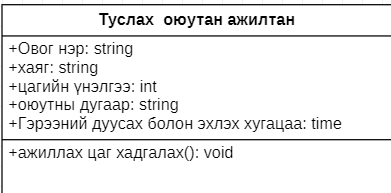 Туслах оюутан ажилтан
+Овог нэр: string
+хаяг: string
+цагийн үнэлгээ: int
+оюутны дугаар: string
+Гэрээний дуусах болон эхлэх хугацаа: time
+ажиллах цаг хадгалах(): void